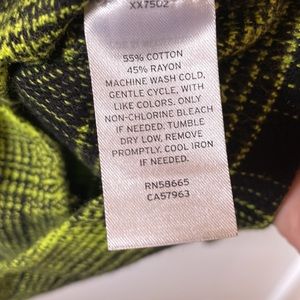 XX7502
55% COTTON
45% RAYON
MACHINE WASH COLD,
GENTLE CYCLE, WITH
LIKE COLORS. ONLY
NON-CHLORINE BLEACH
IF NEEDED. TUMBLE
DRY LOW, REMOVE
PROMPTLY. COOL IRON
IF NEEDED.
RN58665
CA57963